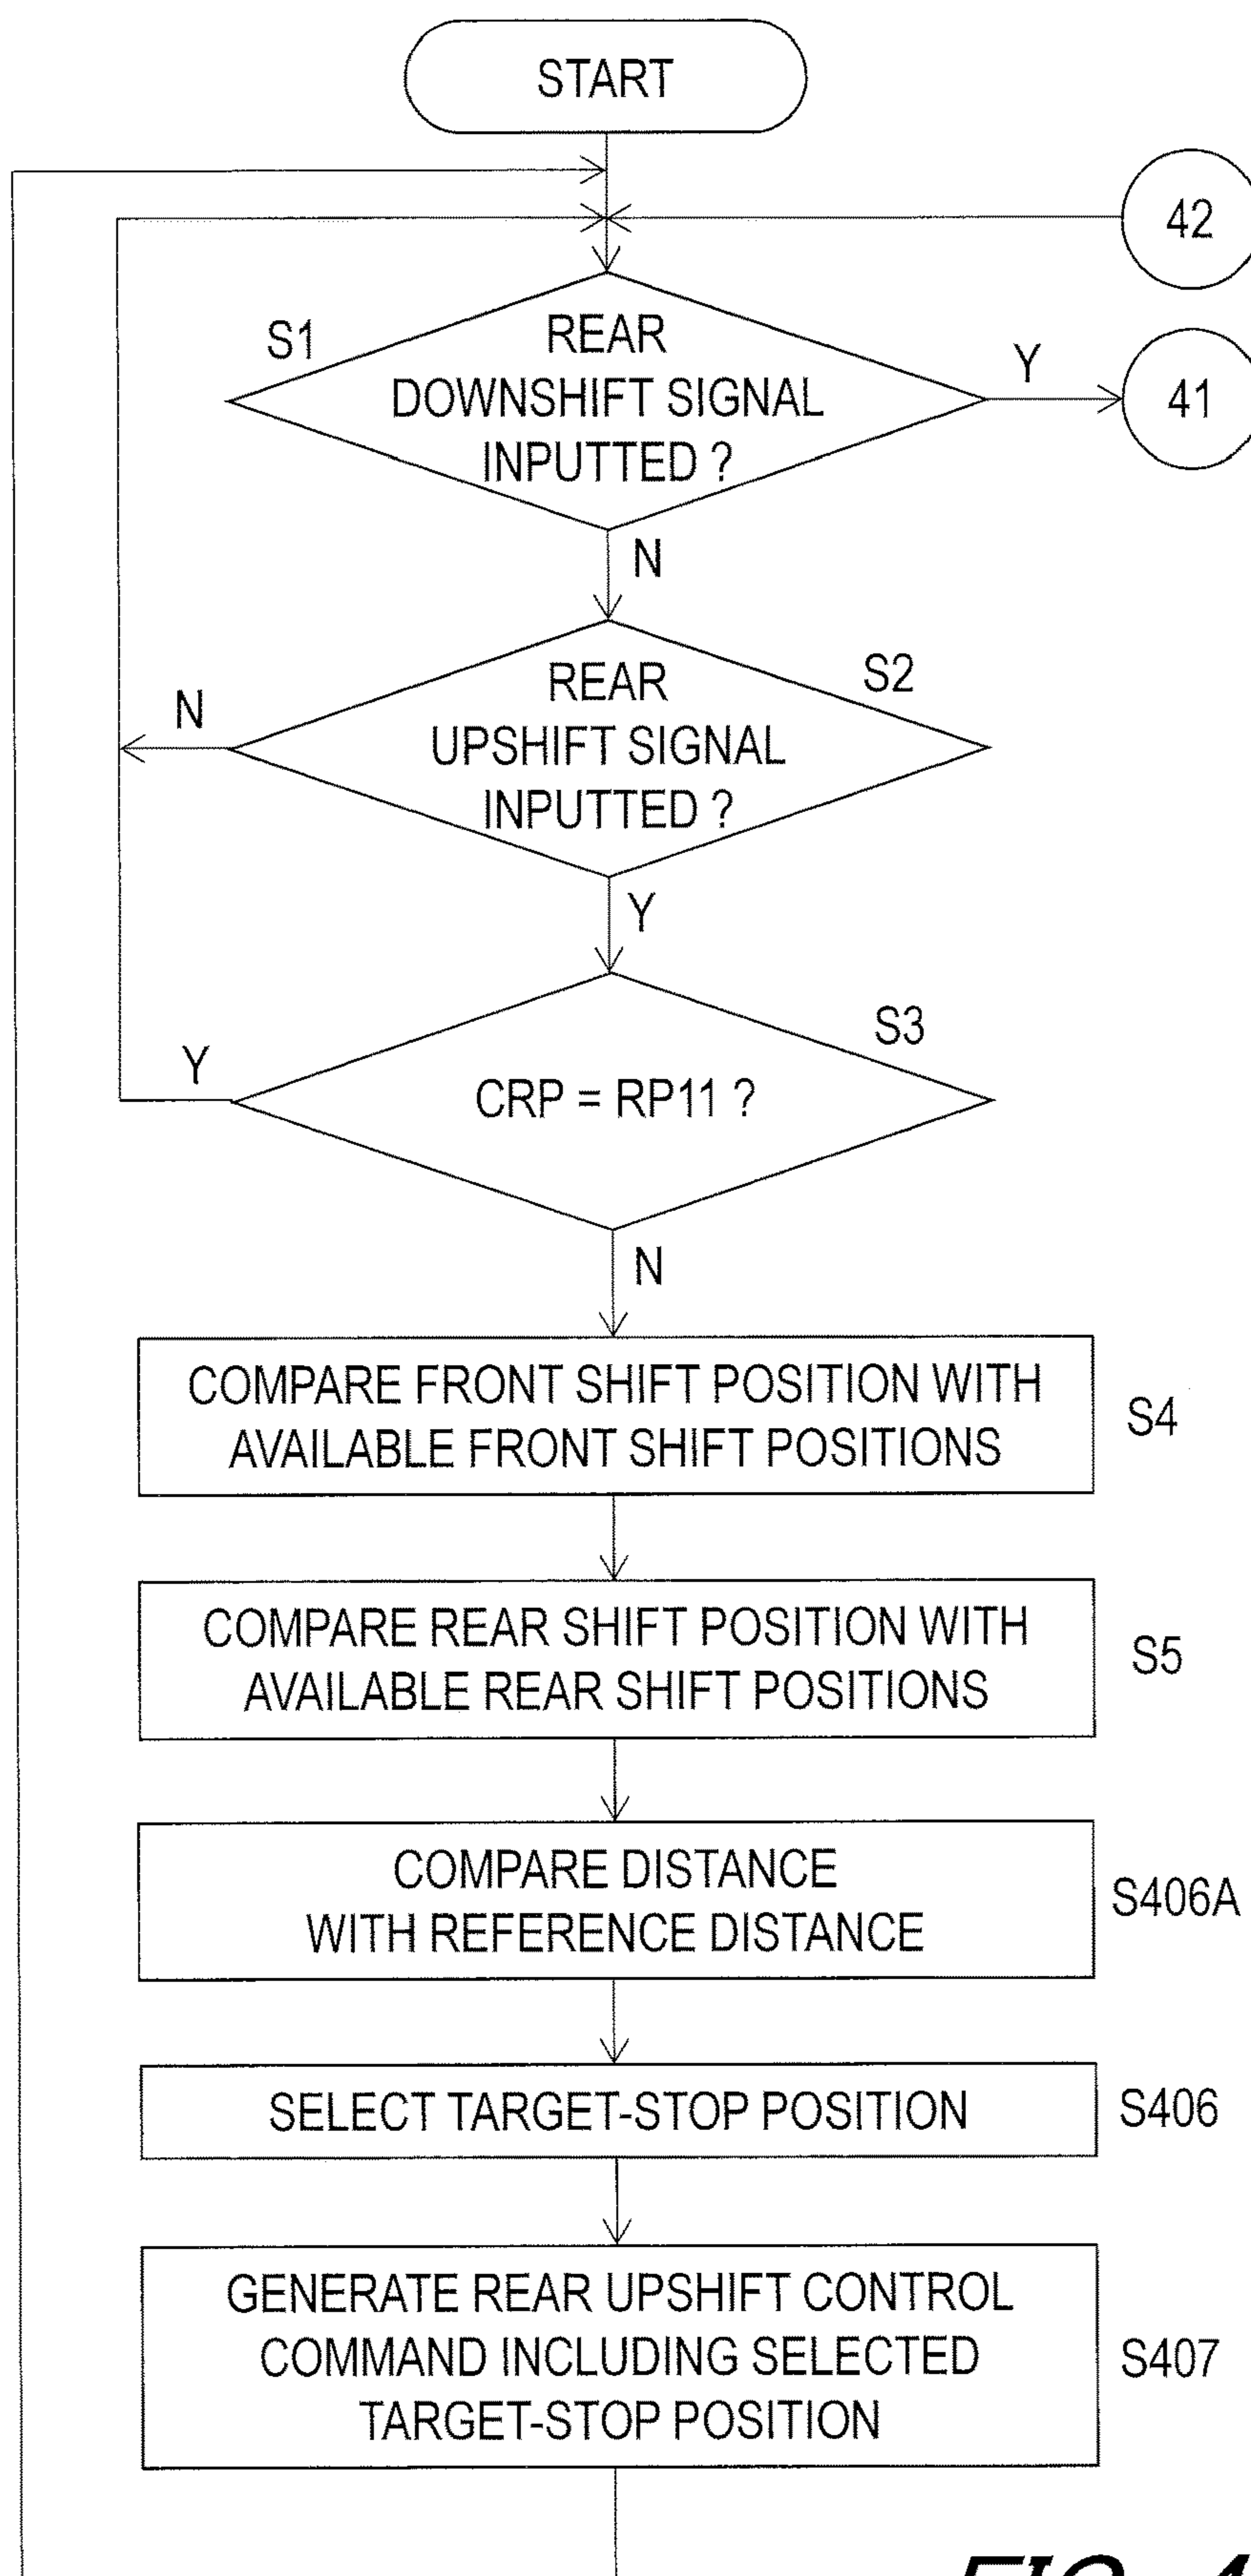 START
42
S1
REAR
DOWNSHIFT SIGNAL
INPUTTED ?
Y
41
N
S2
REAR
UPSHIFT SIGNAL
INPUTTED ?
N
Y
S3
CRP = RP11 ?
Y
N
COMPARE FRONT SHIFT POSITION WITH
AVAILABLE FRONT SHIFT POSITIONS
S4
COMPARE REAR SHIFT POSITION WITH
AVAILABLE REAR SHIFT POSITIONS
S5
COMPARE DISTANCE
WITH REFERENCE DISTANCE
S406A
SELECT TARGET-STOP POSITION
S406
GENERATE REAR UPSHIFT CONTROL
COMMAND INCLUDING SELECTED
TARGET-STOP POSITION
S407